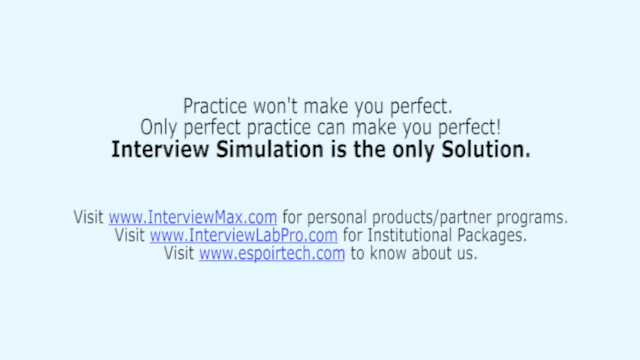 Practice won't make you perfect.
Only perfect practice can make you perfect!
Interview Simulation is the only Solution.
Visit www.InterviewMax.com for personal products/partner programs.
Visit www.InterviewLabPro.com for Institutional Packages.
Visit www.espoirtech.com to know about us.